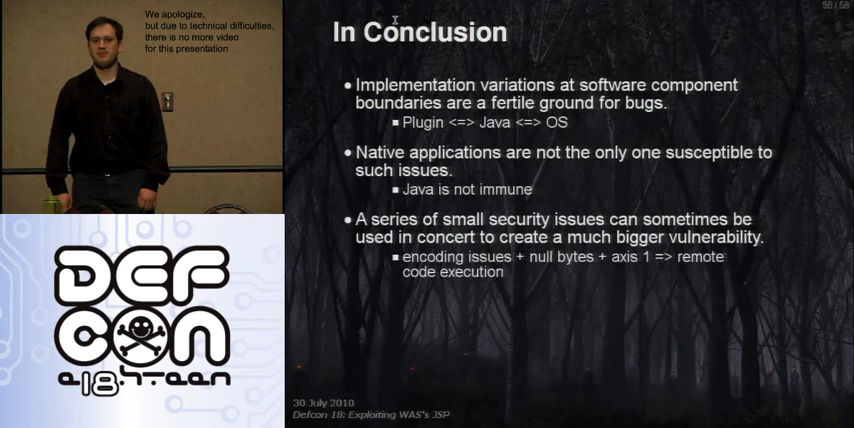 We apologize,
but due to technical difficulties,
there is no more video
for this presentation
56 / 56
In Conclusion
• Implementation variations at software component
boundaries are a fertile ground for bugs.
▪ Plugin <=> Java <=> OS
• Native applications are not the only one susceptible to
such issues.
▪ Java is not immune
• A series of small security issues can sometimes be
used in concert to create a much bigger vulnerability.
▪ encoding issues + null bytes + axis 1 => remote
code execution
DEF
CON
e18hteen
30 July 2010
Defcon 18: Exploiting WAS's JSP